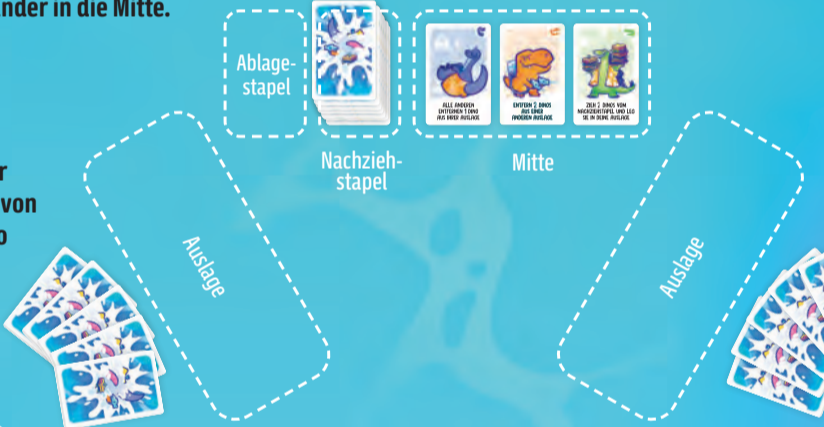 nder in die Mitte.
Ablage-
stapel
ALLE ANDEREN
ENTFERNEN 1 DINO
AUS IHRER AUSLAGE
ENTFERN 2 DINOS
AUS EINER
ANDEREN AUSLAGE
ZIEH 2 DINOS VOM
NACHZIEHSTAPEL UND LEG
SIE IN DEINE AUSLAGE
Nachzieh-
stapel
Mitte
r
von
o
Auslage
Auslage